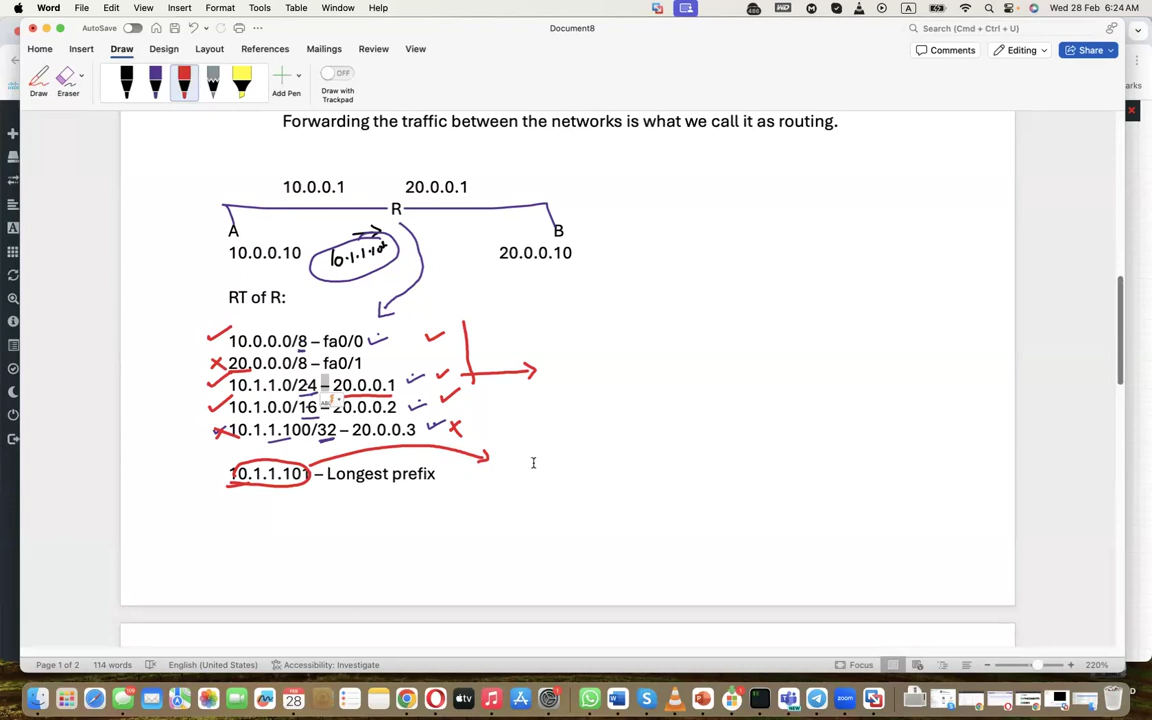 Word File Edit View Insert Format Tools Table Window Help Wed 28 Feb 6:24 AM
AutoSave Document8 Search (Cmd + Ctrl + U)
Home Insert Draw Design Layout References Mailings Review View Comments Editing Share
Draw Eraser Add Pen OFF Draw with Trackpad
Forwarding the traffic between the networks is what we call it as routing.
10.0.0.1 20.0.0.1
R
A B
10.0.0.10 20.0.0.10
RT of R:
10.0.0.0/8 – fa0/0
20.0.0.0/8 – fa0/1
10.1.1.0/24 – 20.0.0.1
10.1.0.0/16 – 20.0.0.2
10.1.1.100/32 – 20.0.0.3
10.1.1.101 – Longest prefix
Page 1 of 2 114 words English (United States) Accessibility: Investigate Focus 220%